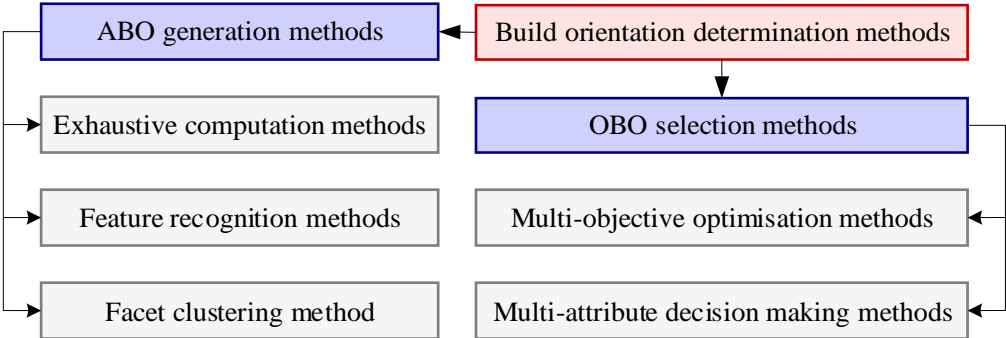 ABO generation methods
Build orientation determination methods
Exhaustive computation methods
OBO selection methods
Feature recognition methods
Multi-objective optimisation methods
Facet clustering method
Multi-attribute decision making methods